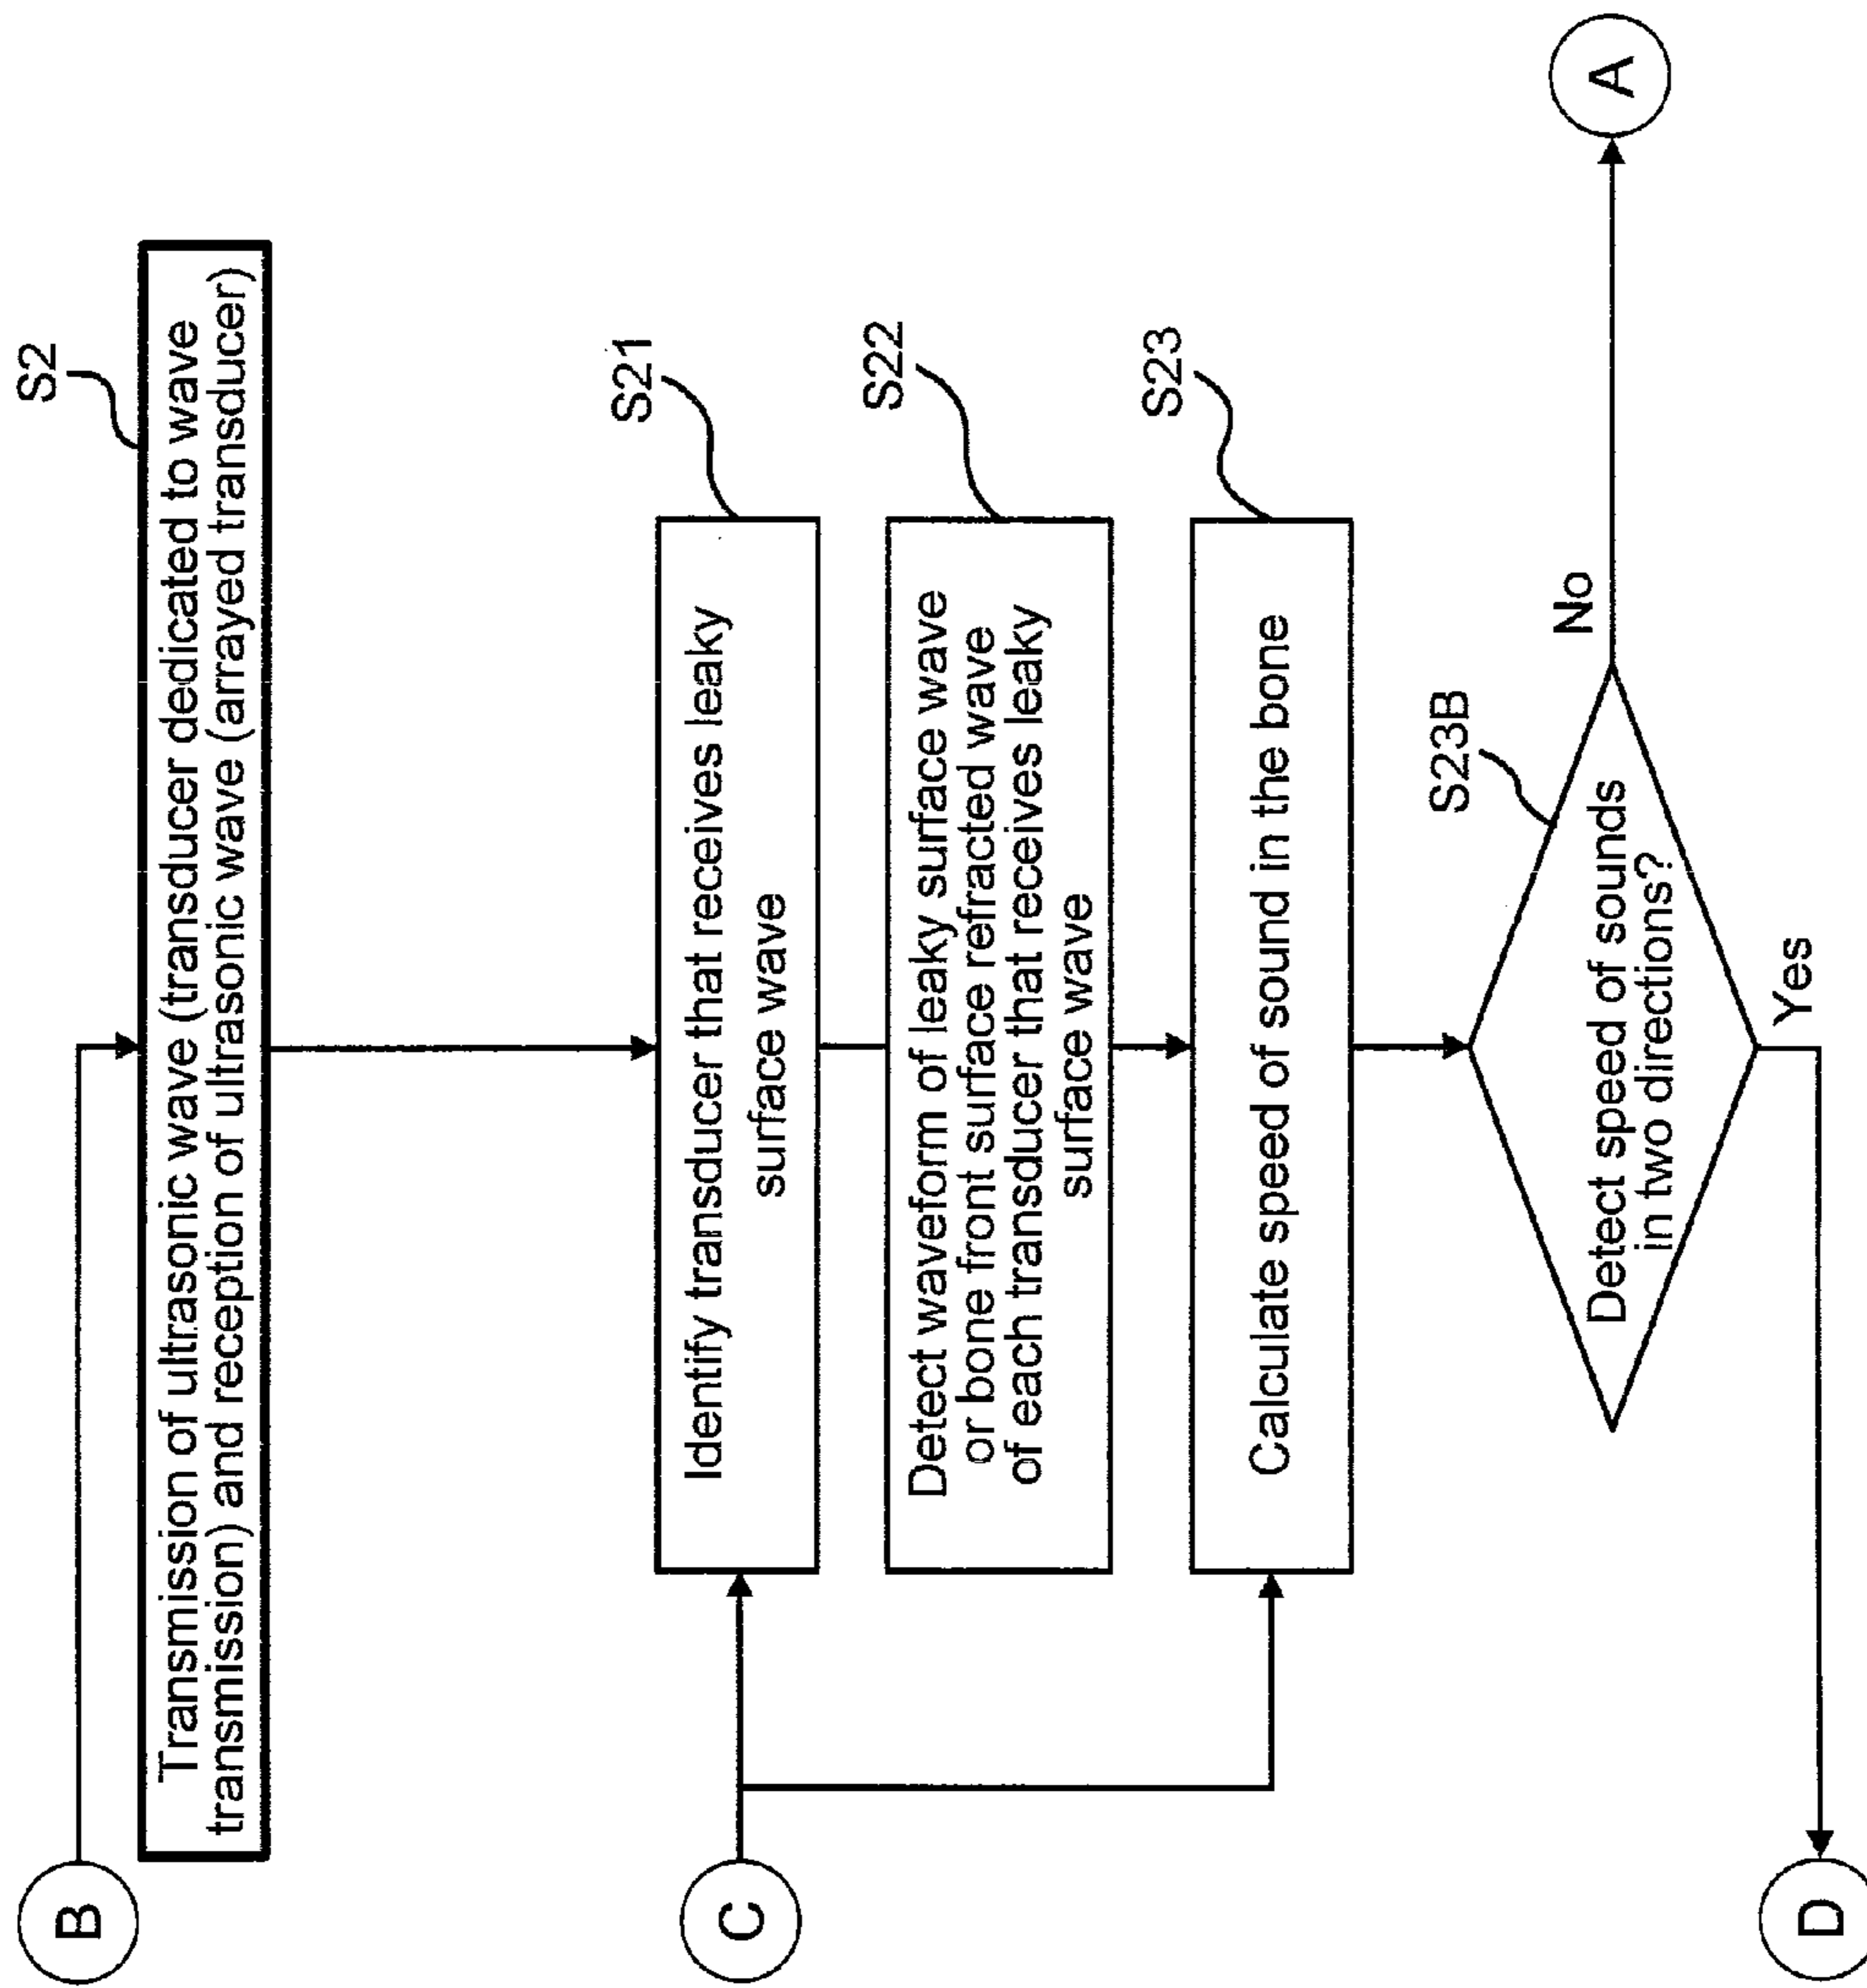 B
S2
Transmission of ultrasonic wave (transducer dedicated to wave
transmission) and reception of ultrasonic wave (arrayed transducer)
C
S21
Identify transducer that receives leaky
surface wave
S22
Detect waveform of leaky surface wave
or bone front surface refracted wave
of each transducer that receives leaky
surface wave
S23
Calculate speed of sound in the bone
S23B
Detect speed of sounds
in two directions?
No
A
Yes
D